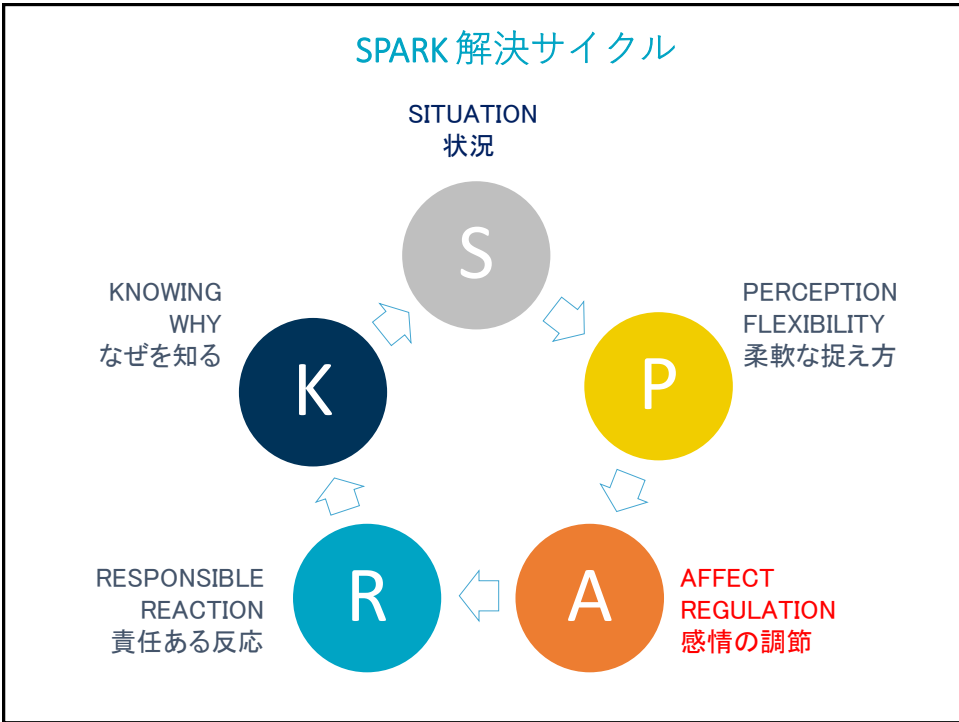 SPARK 解決サイクル
SITUATION
状況
S
PERCEPTION
FLEXIBILITY
柔軟な捉え方
P
AFFECT
REGULATION
感情の調節
A
RESPONSIBLE
REACTION
責任ある反応
R
KNOWING
WHY
なぜを知る
K